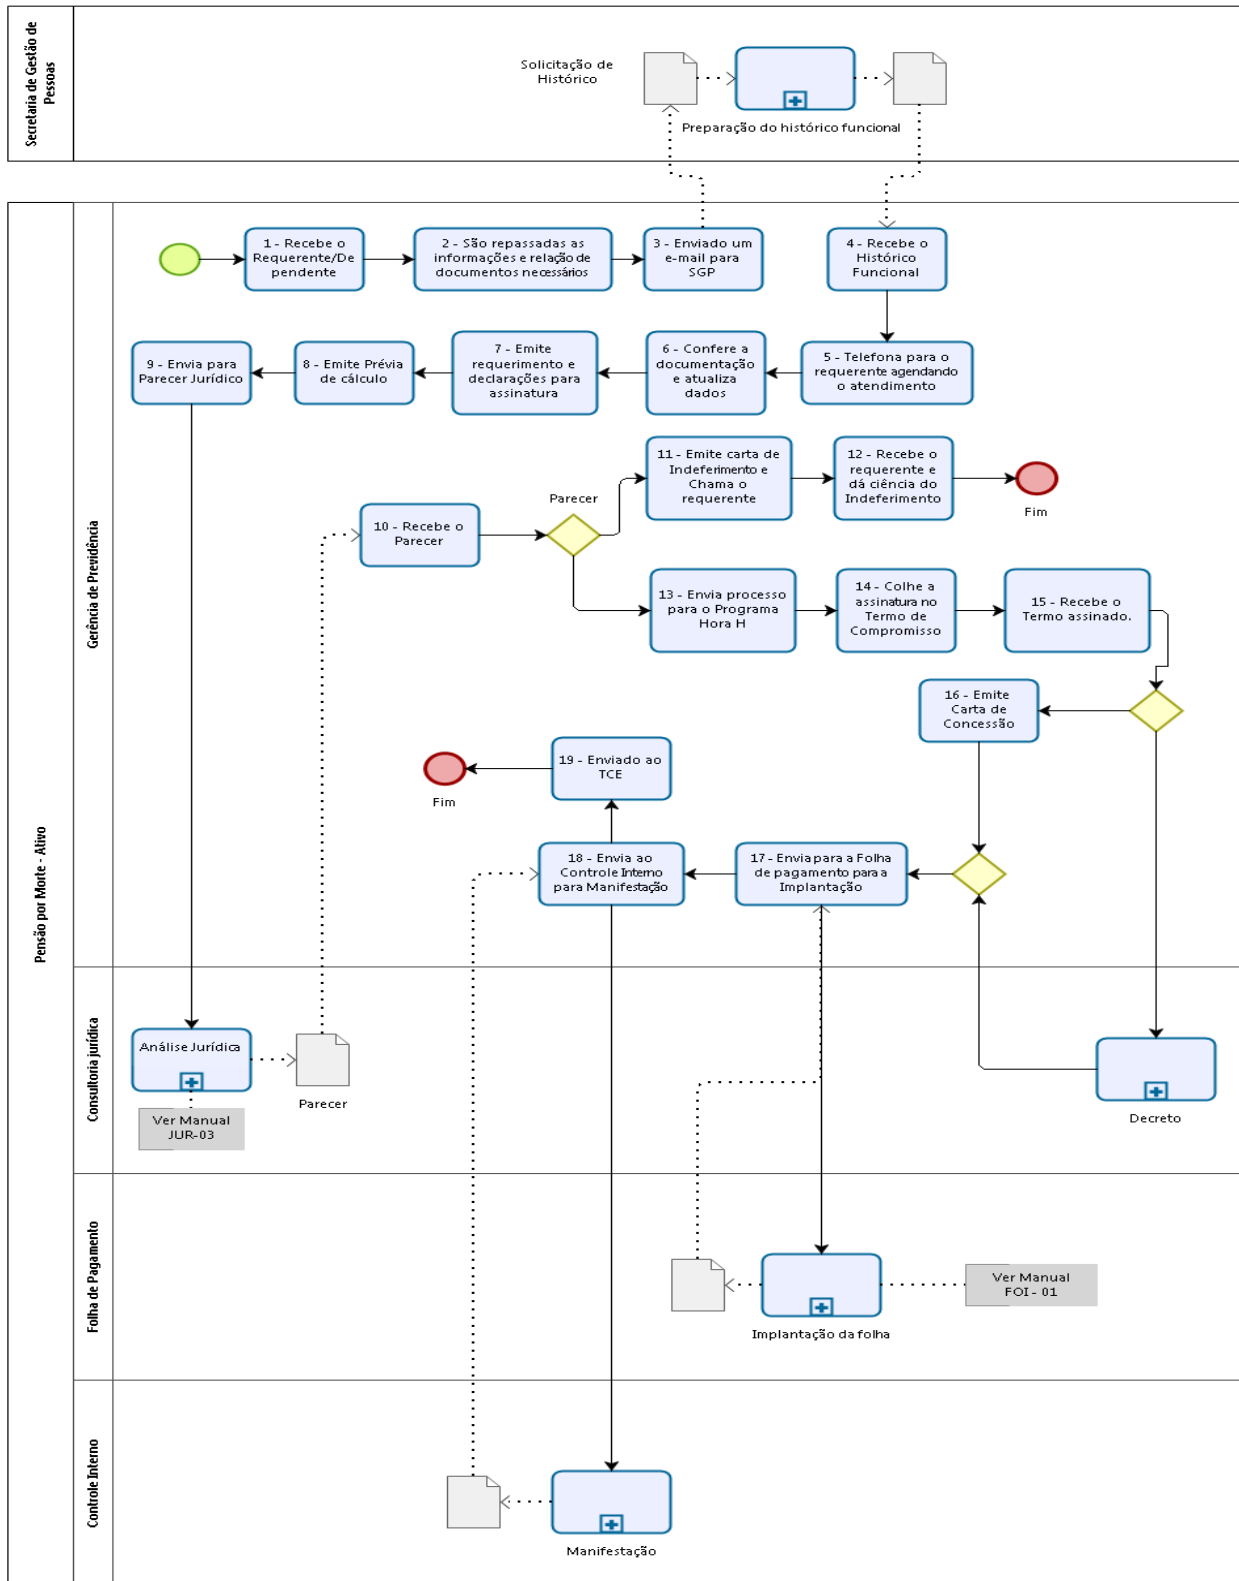 Secretaria de Gestão de
Pessoas
Solicitação de
Histórico
Preparação do histórico funcional
Pensão por Morte - Ativo
Gerência de Previdência
1 - Recebe o
Requerente/De
pendente
2 - São repassadas as
informações e relação de
documentos necessários
3 - Enviado um
e-mail para
SGP
4 - Recebe o
Histórico
Funcional
9 - Envia para
Parecer Jurídico
8 - Emite Prévia
de cálculo
7 - Emite
requerimento e
declarações para
assinatura
6 - Confere a
documentação
e atualiza
dados
5 - Telefona para o
requerente agendando
o atendimento
10 - Recebe o
Parecer
Parecer
11 - Emite carta de
Indeferimento e
Chama o
requerente
12 - Recebe o
requerente e
dá ciência do
Indeferimento
Fim
13 - Envia processo
para o Programa
Hora H
14 - Colhe a
assinatura no
Termo de
Compromisso
15 - Recebe o
Termo assinado.
16 - Emite
Carta de
Concessão
19 - Enviado ao
TCE
Fim
18 - Envia ao
Controle Interno
para Manifestação
17 - Envia para a Folha
de pagamento para a
Implantação
Consultoria jurídica
Análise Jurídica
Ver Manual
JUR-03
Parecer
Decreto
Folha de Pagamento
Implantação da folha
Ver Manual
FOI - 01
Controle Interno
Manifestação